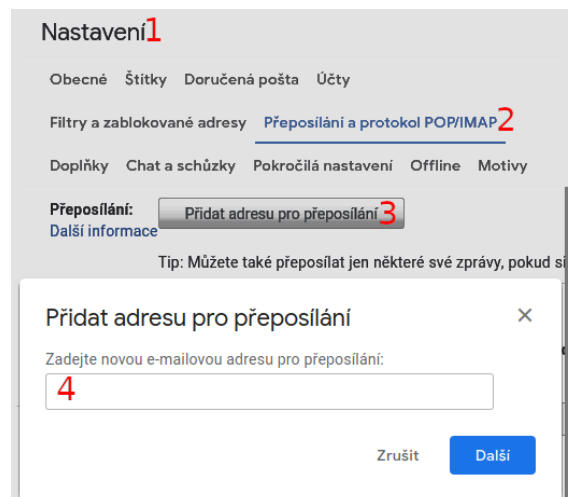 Nastavení1
Obecné Štítky Doručená pošta Účty
Filtry a zablokované adresy Přeposílání a protokol POP/IMAP2
Doplňky Chat a schůzky Pokročilá nastavení Offline Motivy
Přeposílání: Přidat adresu pro přeposílání3
Další informace
Tip: Můžete také přeposílat jen některé své zprávy, pokud
Přidat adresu pro přeposílání ×
Zadejte novou e-mailovou adresu pro přeposílání:
4
Zrušit Další